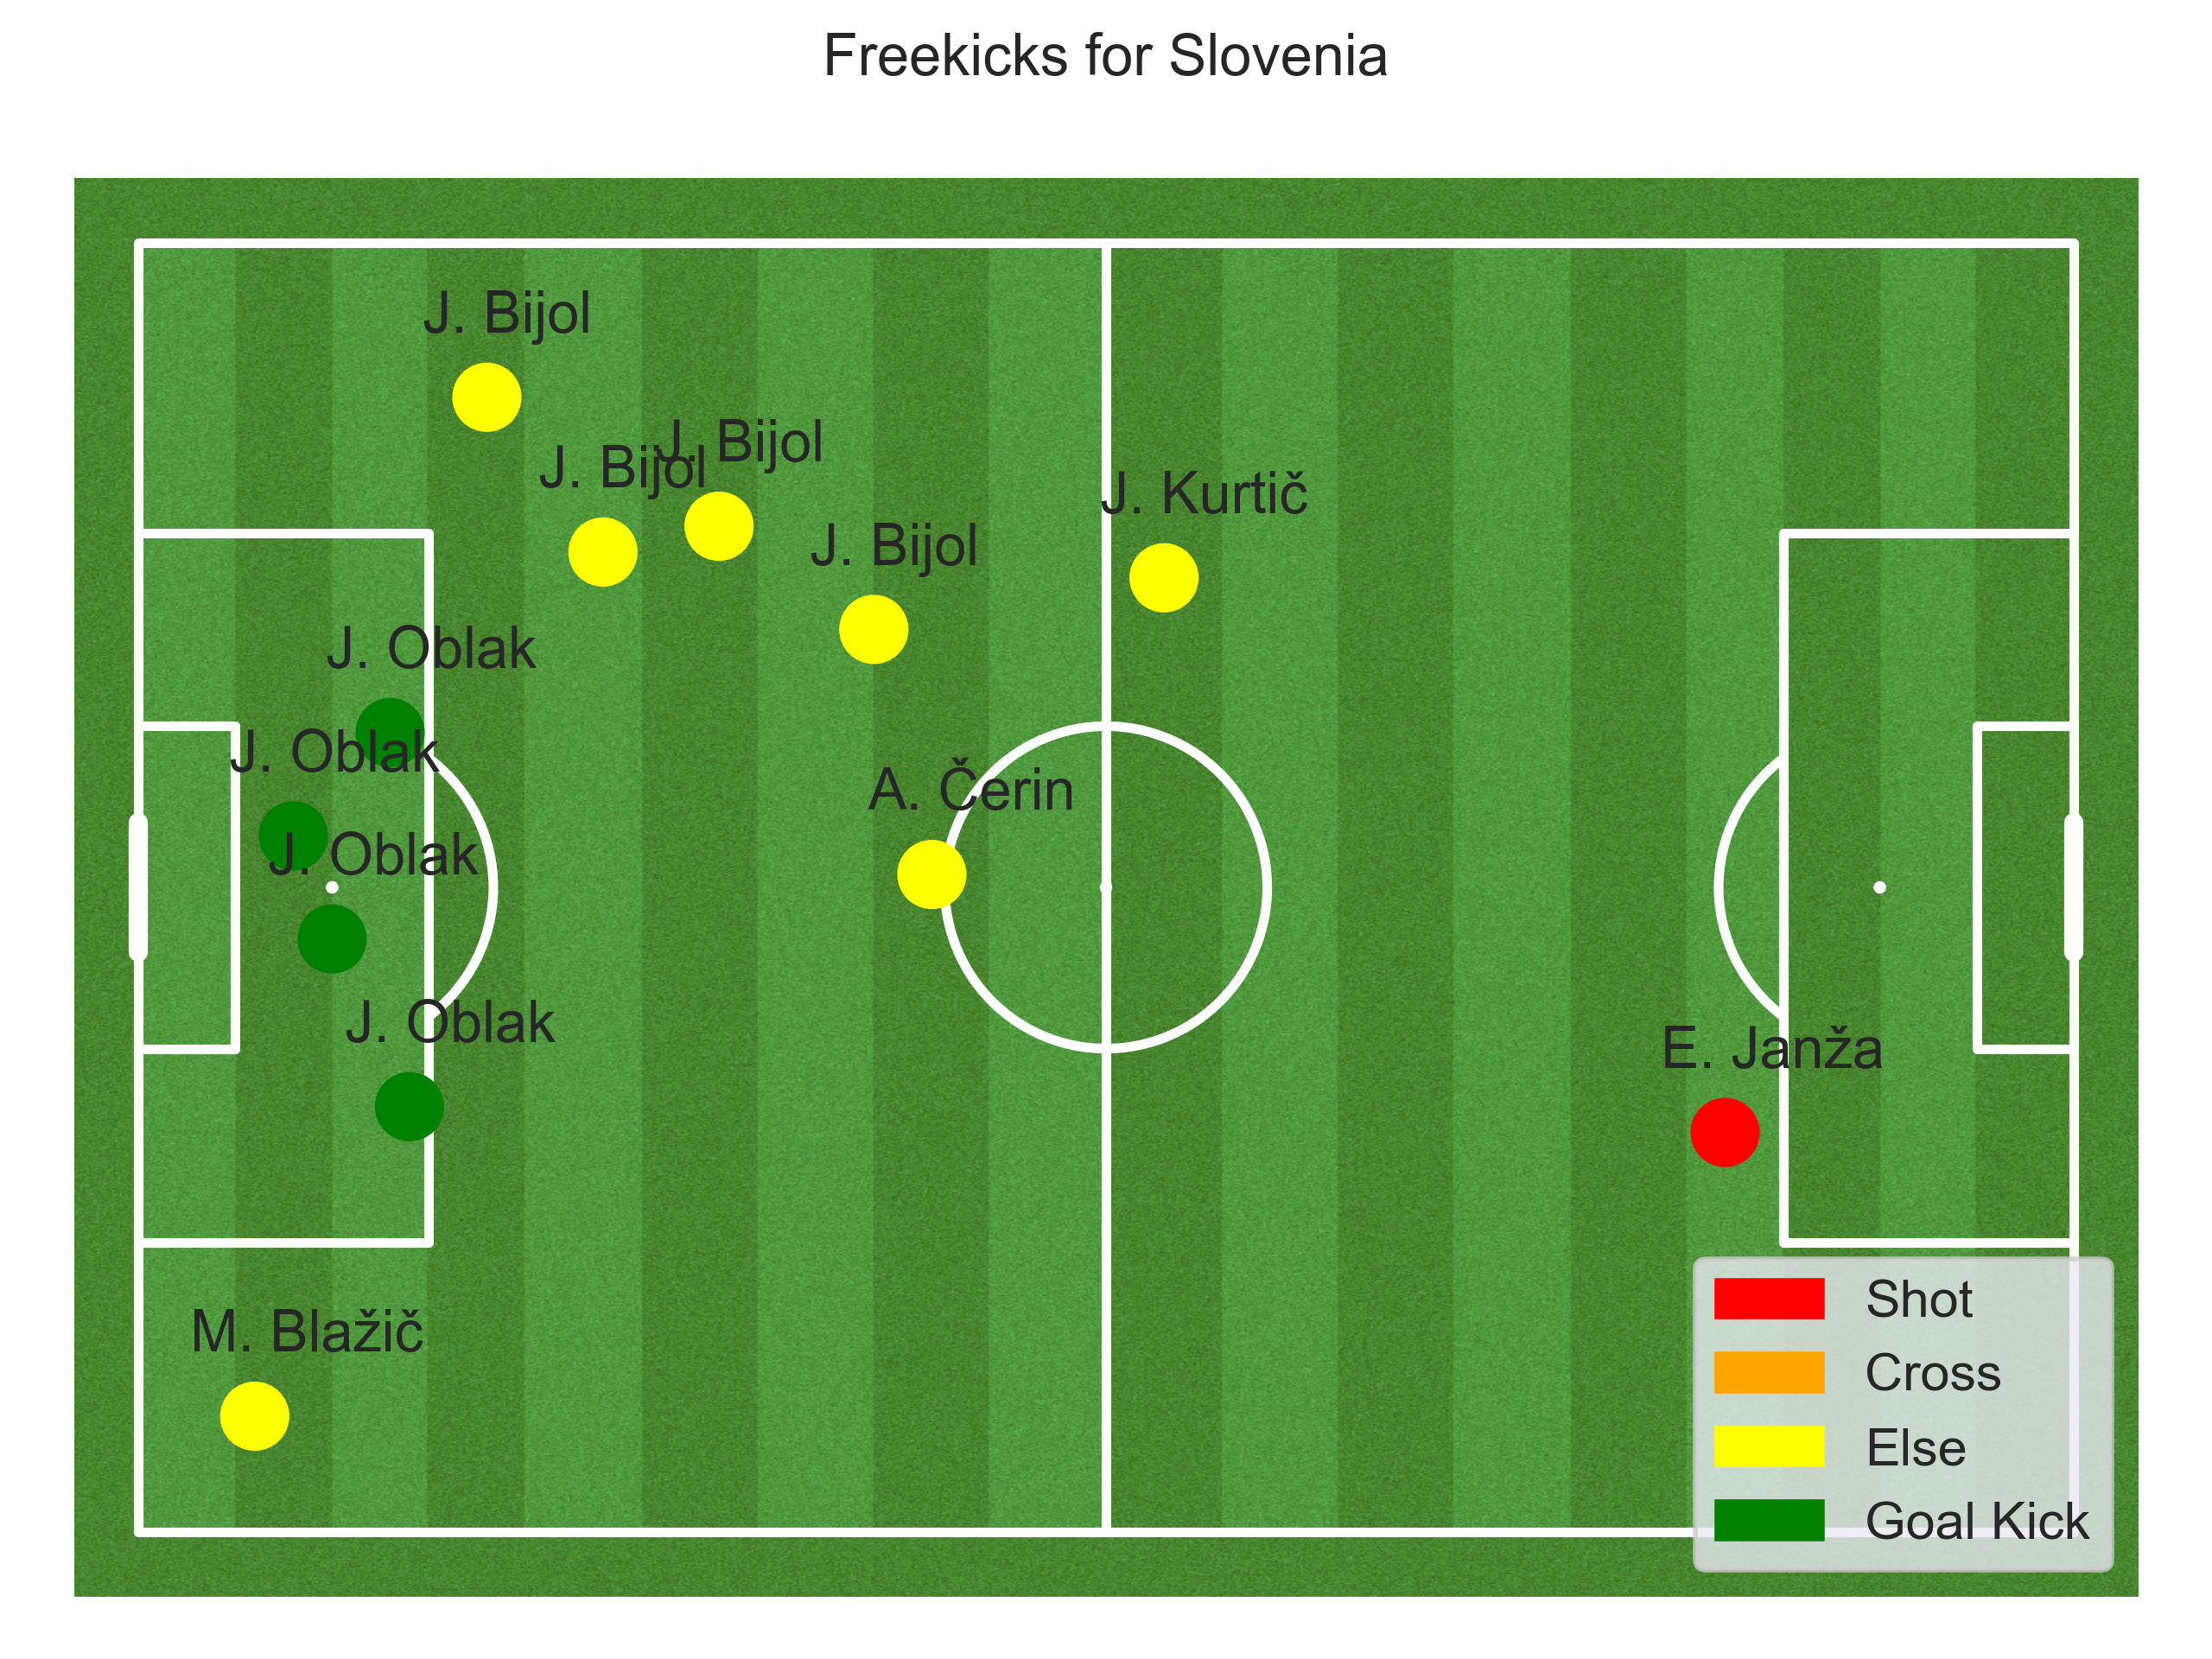 Freekicks for Slovenia
J. Bijol
J. Bijol
J. Bijol
J. Kurtič
J. Bijol
J. Oblak
J. Oblak
A. Čerin
J. Oblak
J. Oblak
E. Janža
M. Blažič
Shot
Cross
Else
Goal Kick